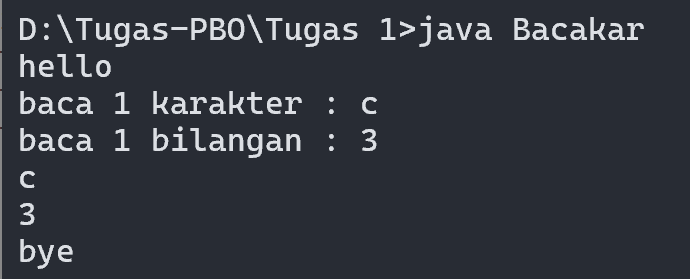 D:\Tugas-PBO\Tugas 1>java Bacakar
hello
baca 1 karakter : c
baca 1 bilangan : 3
c
3
bye